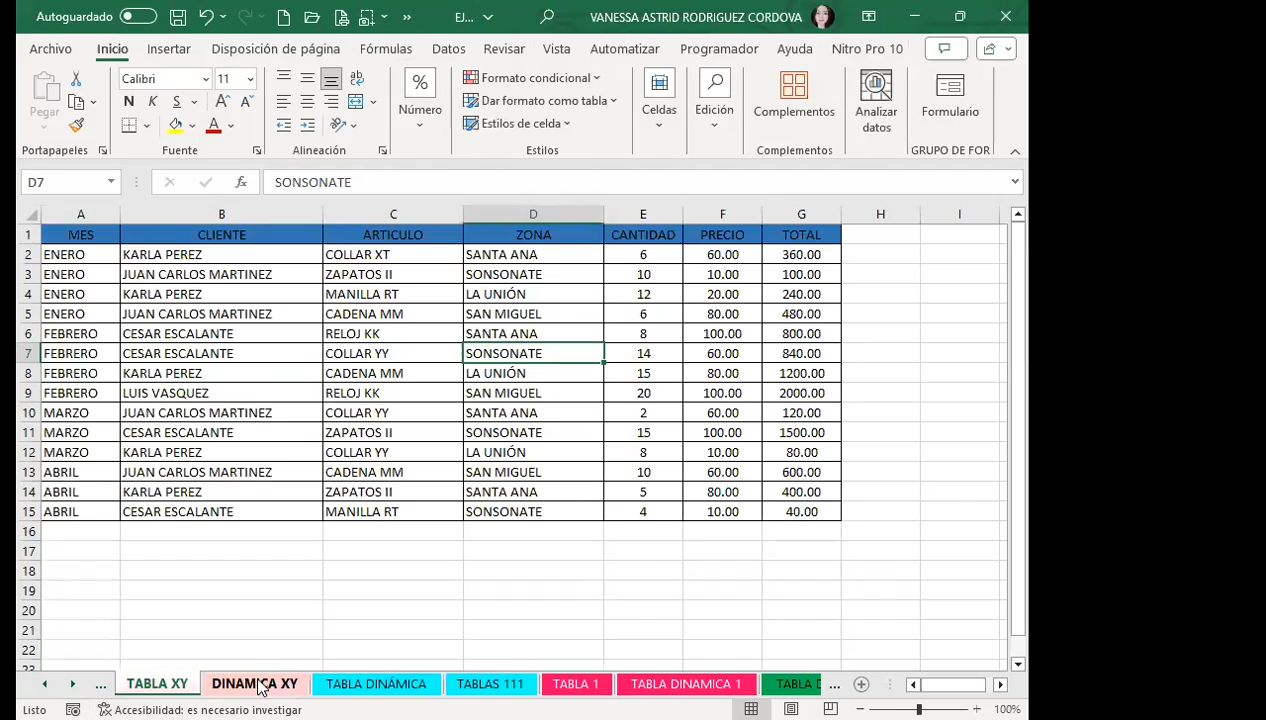 Autoguardado EJ... VANESSA ASTRID RODRIGUEZ CORDOVA
Archivo Inicio Insertar Disposición de página Fórmulas Datos Revisar Vista Automatizar Programador Ayuda Nitro Pro 10
Pegar
Calibri 11
N K S
A A
A
ab
%
Número
Formato condicional
Dar formato como tabla
Estilos de celda
Celdas
Edición
Complementos
Analizar datos
Formulario
Portapapeles Fuente Alineación Estilos Complementos GRUPO DE FOR
D7 fx SONSONATE
A B C D E F G H I
1 MES CLIENTE ARTICULO ZONA CANTIDAD PRECIO TOTAL
2 ENERO KARLA PEREZ COLLAR XT SANTA ANA 6 60.00 360.00
3 ENERO JUAN CARLOS MARTINEZ ZAPATOS II SONSONATE 10 10.00 100.00
4 ENERO KARLA PEREZ MANILLA RT LA UNIÓN 12 20.00 240.00
5 ENERO JUAN CARLOS MARTINEZ CADENA MM SAN MIGUEL 6 80.00 480.00
6 FEBRERO CESAR ESCALANTE RELOJ KK SANTA ANA 8 100.00 800.00
7 FEBRERO CESAR ESCALANTE COLLAR YY SONSONATE 14 60.00 840.00
8 FEBRERO KARLA PEREZ CADENA MM LA UNIÓN 15 80.00 1200.00
9 FEBRERO LUIS VASQUEZ RELOJ KK SAN MIGUEL 20 100.00 2000.00
10 MARZO JUAN CARLOS MARTINEZ COLLAR YY SANTA ANA 2 60.00 120.00
11 MARZO CESAR ESCALANTE ZAPATOS II SONSONATE 15 100.00 1500.00
12 MARZO KARLA PEREZ COLLAR YY LA UNIÓN 8 10.00 80.00
13 ABRIL JUAN CARLOS MARTINEZ CADENA MM SAN MIGUEL 10 60.00 600.00
14 ABRIL KARLA PEREZ ZAPATOS II SANTA ANA 5 80.00 400.00
15 ABRIL CESAR ESCALANTE MANILLA RT SONSONATE 4 10.00 40.00
16
17
18
19
20
21
22
23
... TABLA XY DINAMICA XY TABLA DINÁMICA TABLAS 111 TABLA 1 TABLA DINAMICA 1 TABLA D ...
Listo Accesibilidad: es necesario investigar 100%